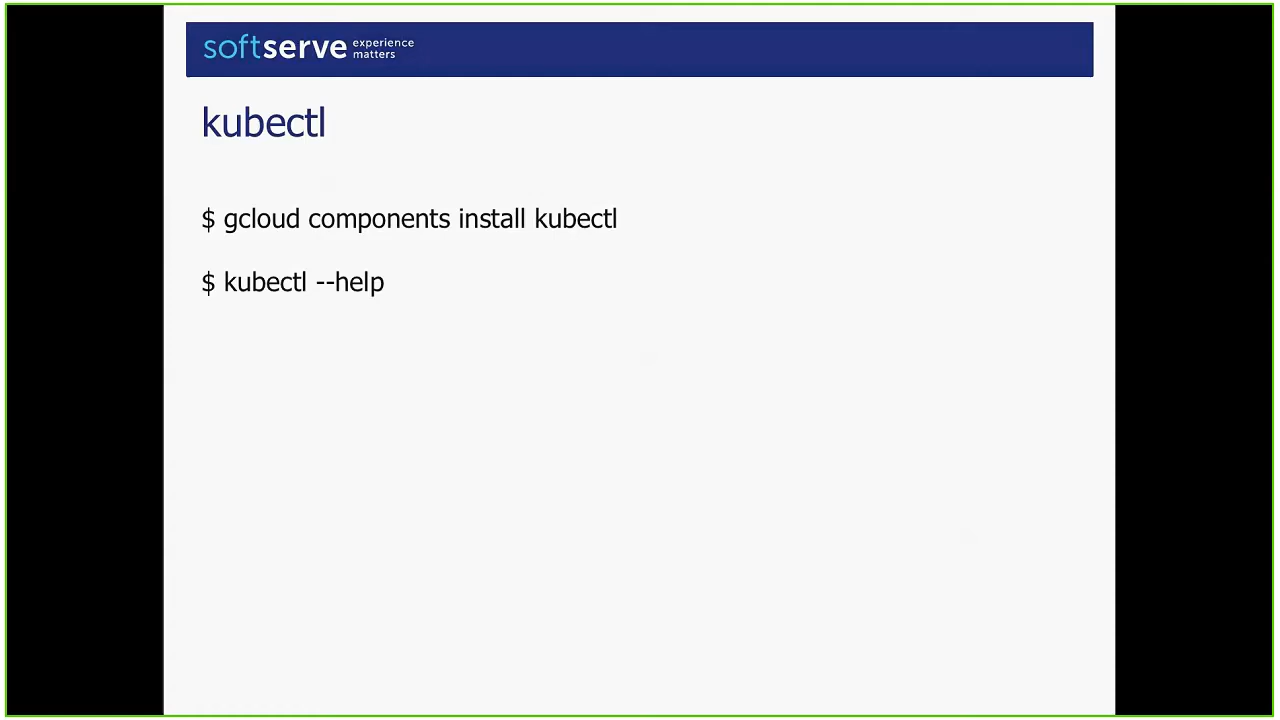 softserve experience
matters
kubectl
$ gcloud components install kubectl
$ kubectl --help